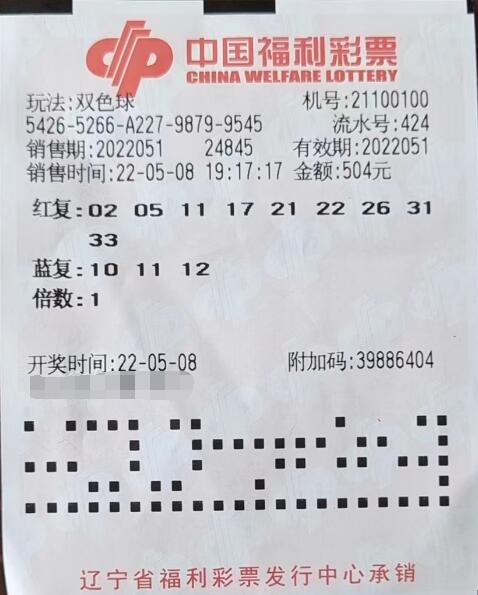 中国福利彩票
CHINA WELFARE LOTTERY
玩法:双色球 机号:21100100
5426-5266-A227-9879-9545 流水号:424
销售期:2022051 24845 有效期:2022051
销售时间:22-05-08 19:17:17 金额:504元
红复:02 05 11 17 21 22 26 31
33
蓝复:10 11 12
倍数:1
开奖时间:22-05-08 附加码:39886404
辽宁省福利彩票发行中心承销